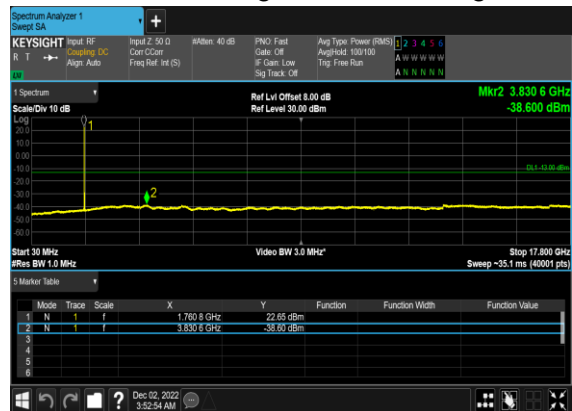 Spectrum Analyzer 1
Swept SA
+
KEYSIGHT Input: RF Input Z: 50 Ω #Atten: 40 dB PNO: Fast Avg Type: Power (RMS) 1 2 3 4 5 6
R T Coupling: DC Corr CCorr Gate: Off Avg|Hold: 100/100 A W W W W W
Align: Auto Freq Ref: Int (S) IF Gain: Low Trig: Free Run
LW Sig Track: Off A N N N N N
1 Spectrum Ref Lvl Offset 8.00 dB Mkr2 3.830 6 GHz
Scale/Div 10 dB Ref Level 30.00 dBm -38.600 dBm
Log
20.0
10.0
0.00
-10.0
-20.0
-30.0
-40.0
-50.0
-60.0
1
DL1 -13.00 dBm
2
Start 30 MHz Video BW 3.0 MHz* Stop 17.800 GHz
#Res BW 1.0 MHz Sweep ~35.1 ms (40001 pts)
5 Marker Table
Mode Trace Scale X Y Function Function Width Function Value
1 N 1 f 1.760 8 GHz 22.65 dBm
2 N 1 f 3.830 6 GHz -38.60 dBm
3
4
5
6
? Dec 02, 2022
3:52:54 AM